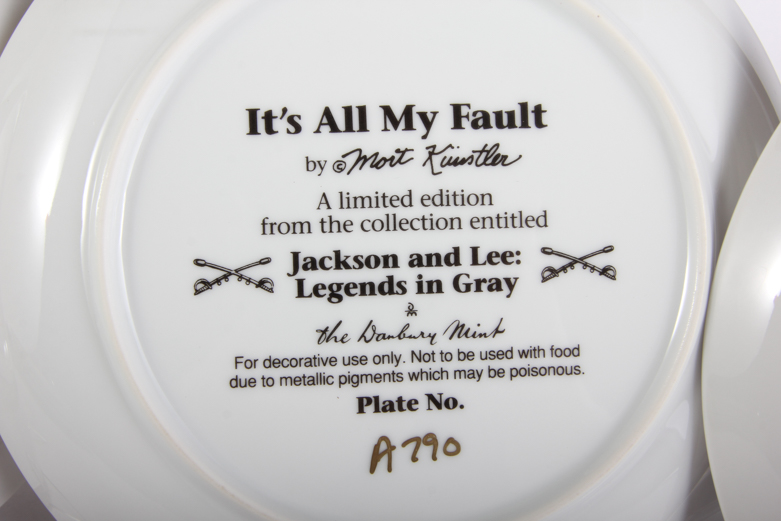 It's All My Fault
by © Mort Künstler
A limited edition
from the collection entitled
Jackson and Lee:
Legends in Gray
the Danbury Mint
For decorative use only. Not to be used with food
due to metallic pigments which may be poisonous.
Plate No.
A790